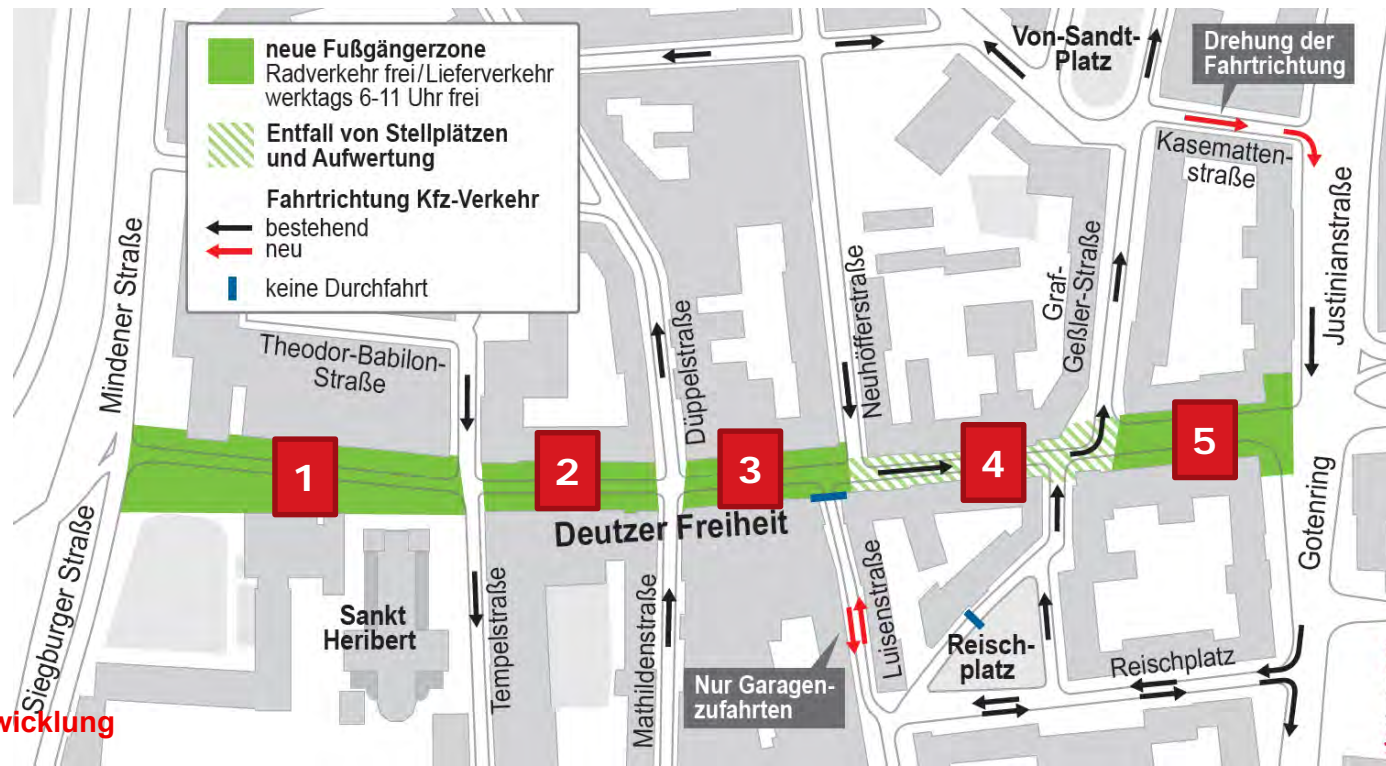 neue Fußgängerzone
Radverkehr frei/Lieferverkehr
werktags 6-11 Uhr frei
Entfall von Stellplätzen
und Aufwertung
Fahrtrichtung Kfz-Verkehr
bestehend
neu
keine Durchfahrt
Von-Sandt-
Platz
Drehung der
Fahrtrichtung
Kasematten-
straße
Justinianstraße
Mindener Straße
Theodor-Babilon-
Straße
Düppelstraße
Neuhöfferstraße
Graf-
Geßler-Straße
1
2
3
4
5
Deutzer Freiheit
Gotenring
Siegburger Straße
Sankt
Heribert
Tempelstraße
Mathildenstraße
Luisenstraße
Reisch-
platz
Reischplatz
Nur Garagen-
zufahrten
wicklung